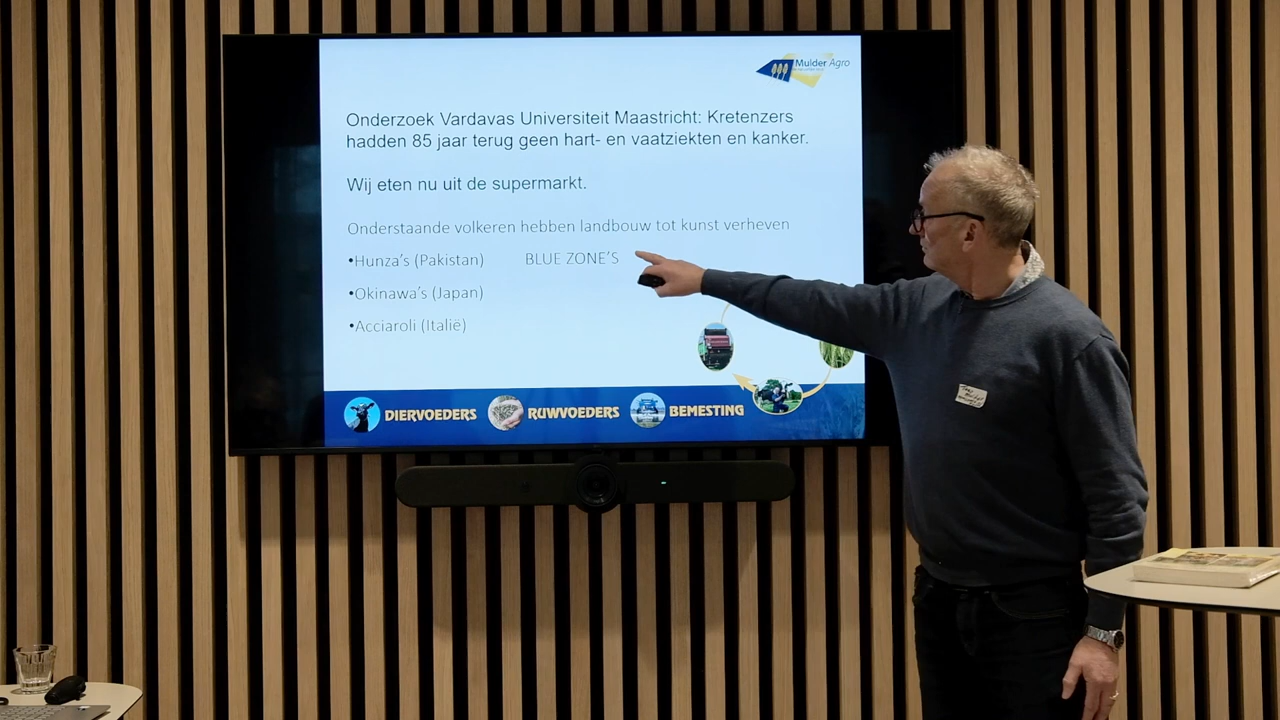 Mulder Agro
Onderzoek Vardavas Universiteit Maastricht: Kretenzers
hadden 85 jaar terug geen hart- en vaatziekten en kanker.
Wij eten nu uit de supermarkt.
Onderstaande volkeren hebben landbouw tot kunst verheven
•Hunza's (Pakistan) BLUE ZONE'S
•Okinawa's (Japan)
•Acciaroli (Italië)
DIERVOEDERS RUWVOEDERS BEMESTING